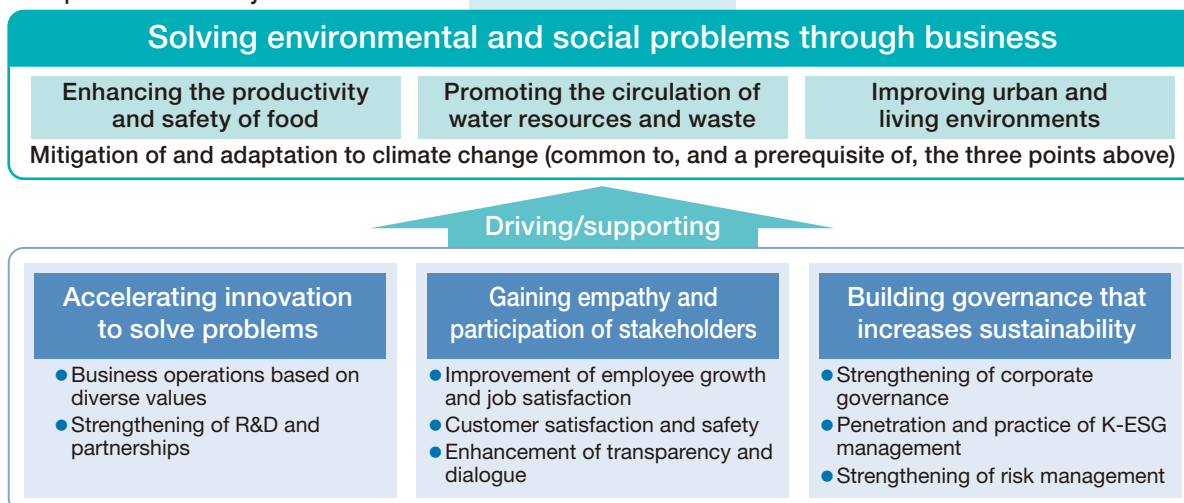 Solving environmental and social problems through business
Enhancing the productivity
and safety of food
Promoting the circulation of
water resources and waste
Improving urban and
living environments
Mitigation of and adaptation to climate change (common to, and a prerequisite of, the three points above)
Driving/supporting
Accelerating innovation
to solve problems
● Business operations based on
diverse values
● Strengthening of R&D and
partnerships
Gaining empathy and
participation of stakeholders
● Improvement of employee growth
and job satisfaction
● Customer satisfaction and safety
● Enhancement of transparency and
dialogue
Building governance that
increases sustainability
● Strengthening of corporate
governance
● Penetration and practice of K-ESG
management
● Strengthening of risk management